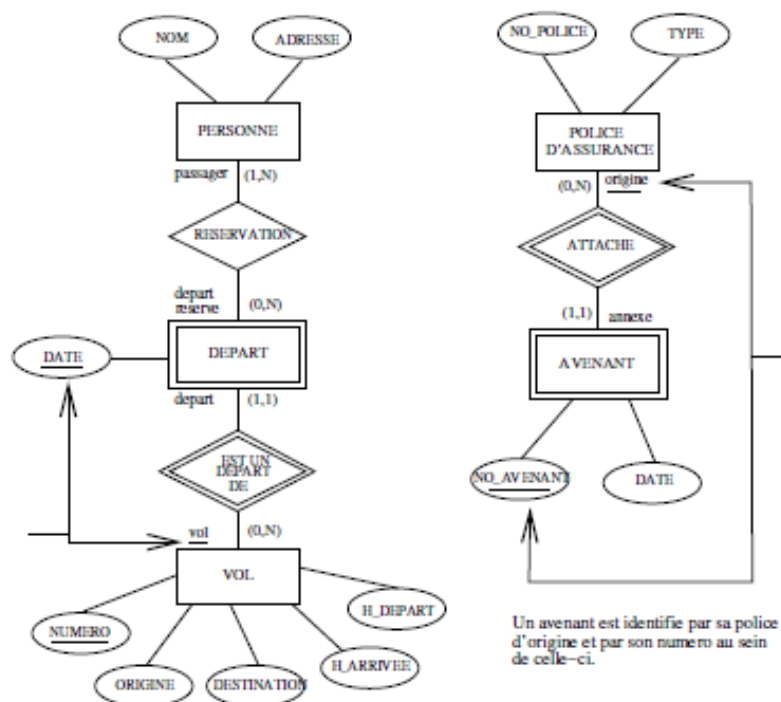 NOM
ADRESSE
PERSONNE
passager
(1,N)
RESERVATION
depart
reserve
(0,N)
DATE
DEPART
depart
(1,1)
EST UN
DEPART
DE
vol
(0,N)
VOL
NUMERO
ORIGINE
DESTINATION
H_ARRIVEE
H_DEPART
NO_POLICE
TYPE
POLICE
D'ASSURANCE
(0,N)
origine
ATTACHE
(1,1)
annexe
AVENANT
NO_AVENANT
DATE
Un avenant est identifie par sa police
d'origine et par son numero au sein
de celle-ci.